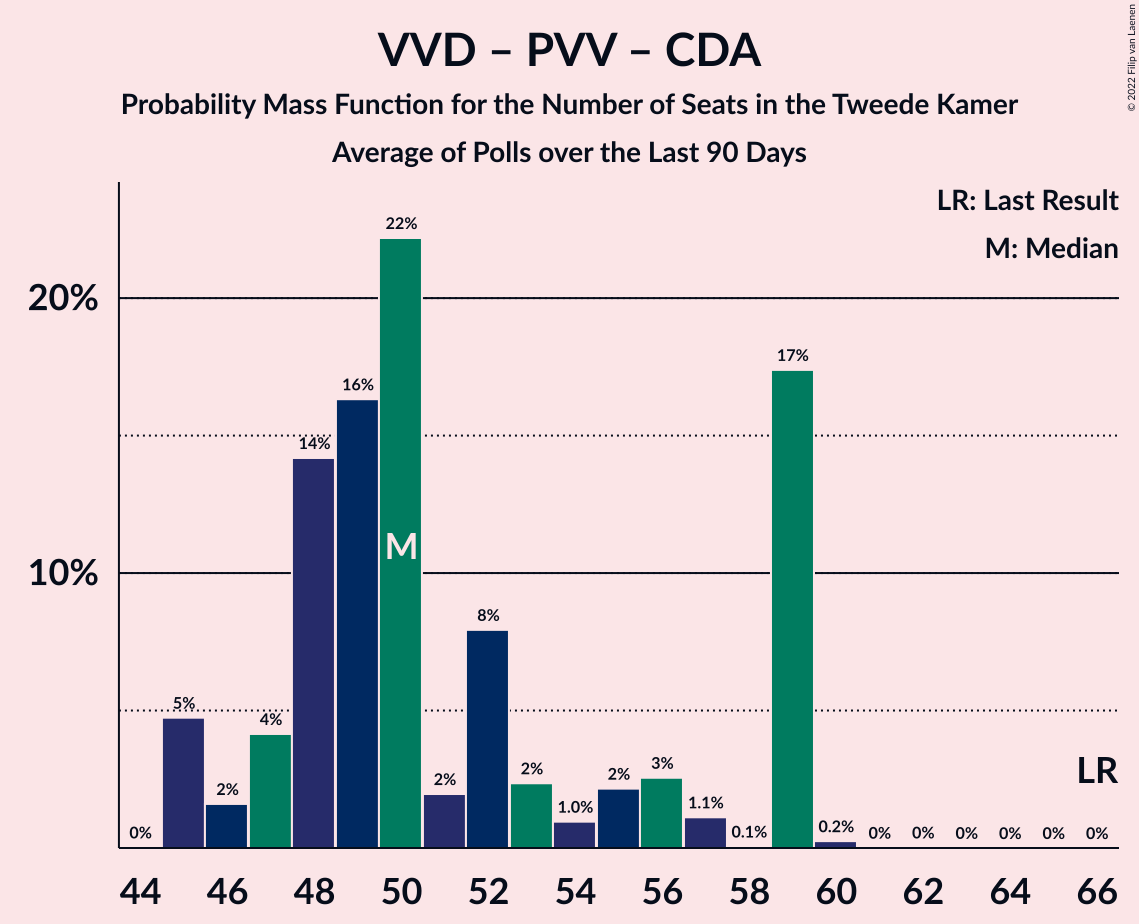 VVD – PVV – CDA
Probability Mass Function for the Number of Seats in the Tweede Kamer
Average of Polls over the Last 90 Days
© 2022 Filip van Laenen
LR: Last Result
M: Median
20%
10%
0%
5%
2%
4%
14%
16%
22%
2%
8%
2%
1.0%
2%
3%
1.1%
0.1%
17%
0.2%
0%
0%
0%
0%
0%
0%
M
LR
44 46 48 50 52 54 56 58 60 62 64 66